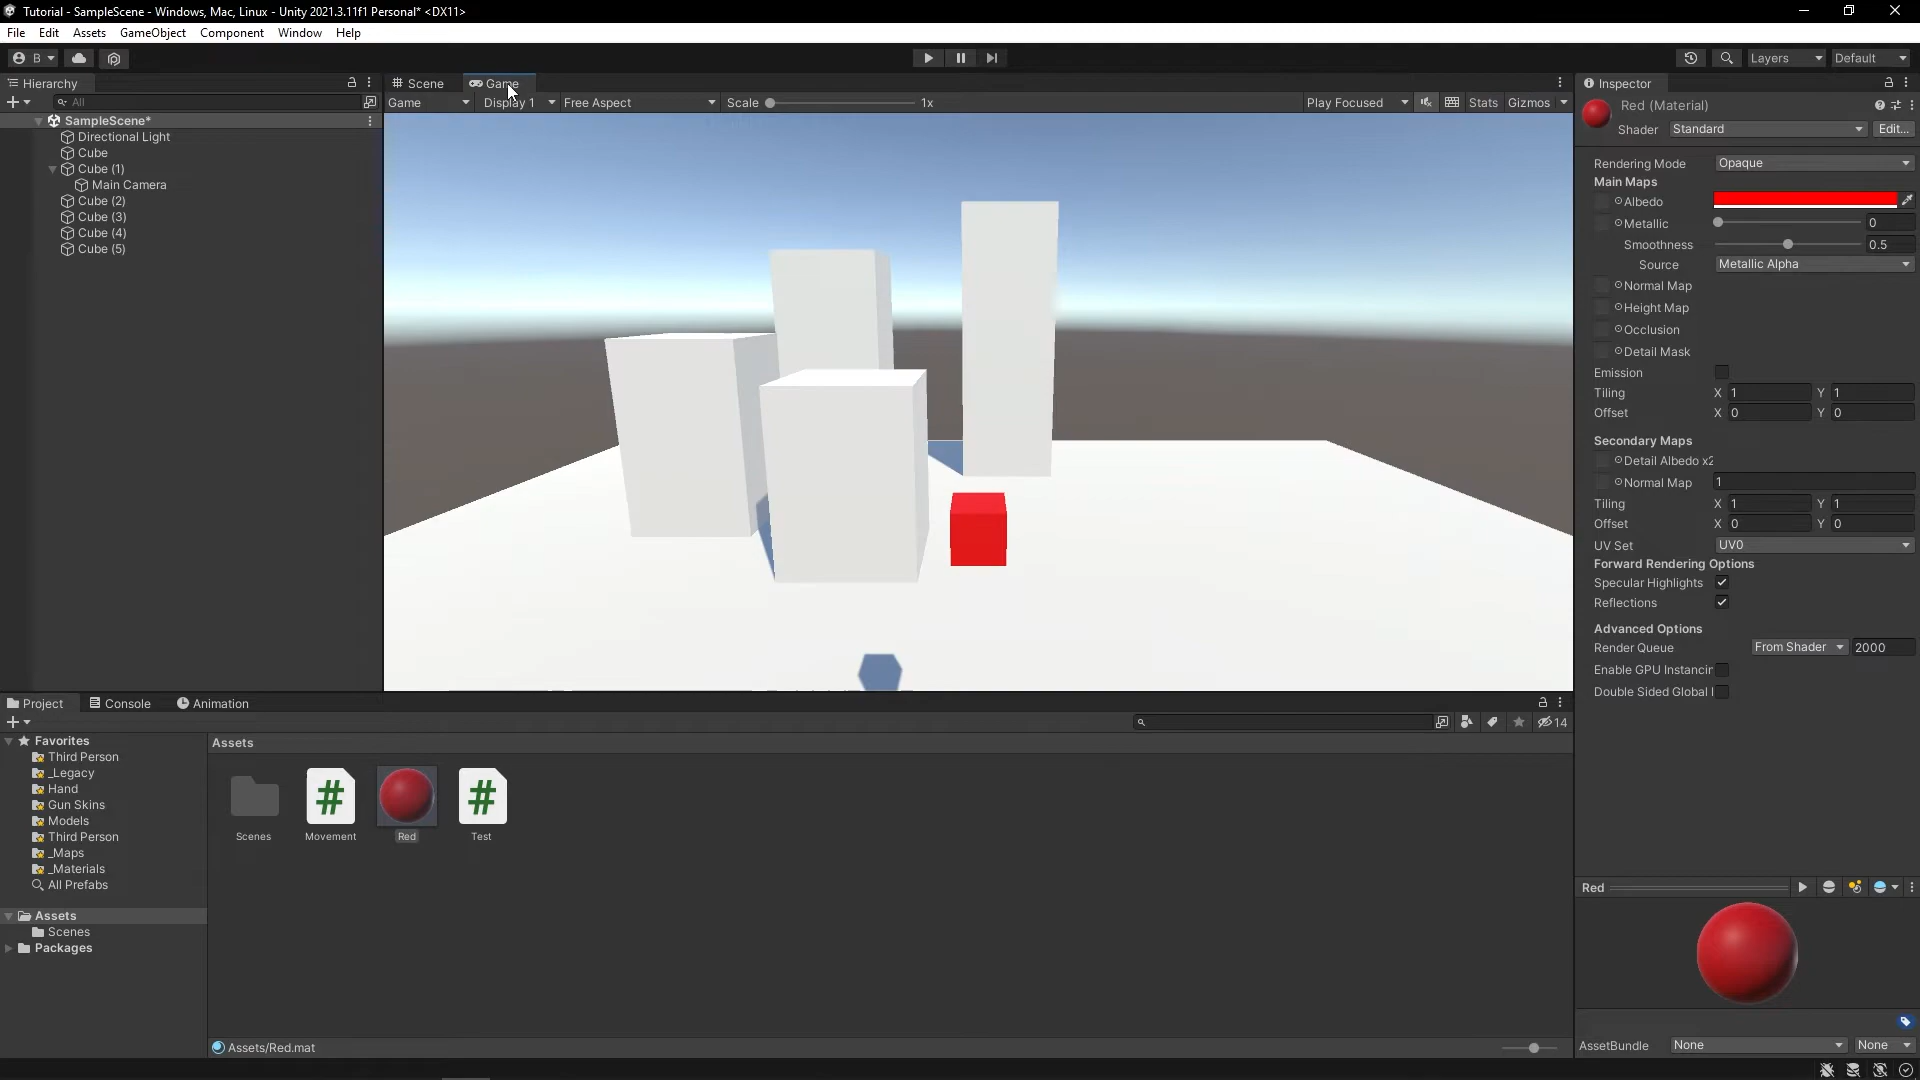 Tutorial - SampleScene - Windows, Mac, Linux - Unity 2021.3.11f1 Personal* <DX11>
File Edit Assets GameObject Component Window Help
B Layers Default
Hierarchy
All
SampleScene*
Directional Light
Cube
Cube (1)
Main Camera
Cube (2)
Cube (3)
Cube (4)
Cube (5)
Scene Game
Game Display 1 Free Aspect Scale 1x Play Focused Stats Gizmos
Inspector
Red (Material)
Shader Standard Edit...
Rendering Mode Opaque
Main Maps
Albedo
Metallic 0
Smoothness 0.5
Source Metallic Alpha
Normal Map
Height Map
Occlusion
Detail Mask
Emission
Tiling X 1 Y 1
Offset X 0 Y 0
Secondary Maps
Detail Albedo x2
Normal Map 1
Tiling X 1 Y 1
Offset X 0 Y 0
UV Set UV0
Forward Rendering Options
Specular Highlights
Reflections
Advanced Options
Render Queue From Shader 2000
Enable GPU Instancin
Double Sided Global I
Project Console Animation
14
Favorites
Third Person
_Legacy
Hand
Gun Skins
Models
Third Person
_Maps
_Materials
All Prefabs
Assets
Scenes
Packages
Assets
Scenes Movement Red Test
Assets/Red.mat
Red
AssetBundle None None